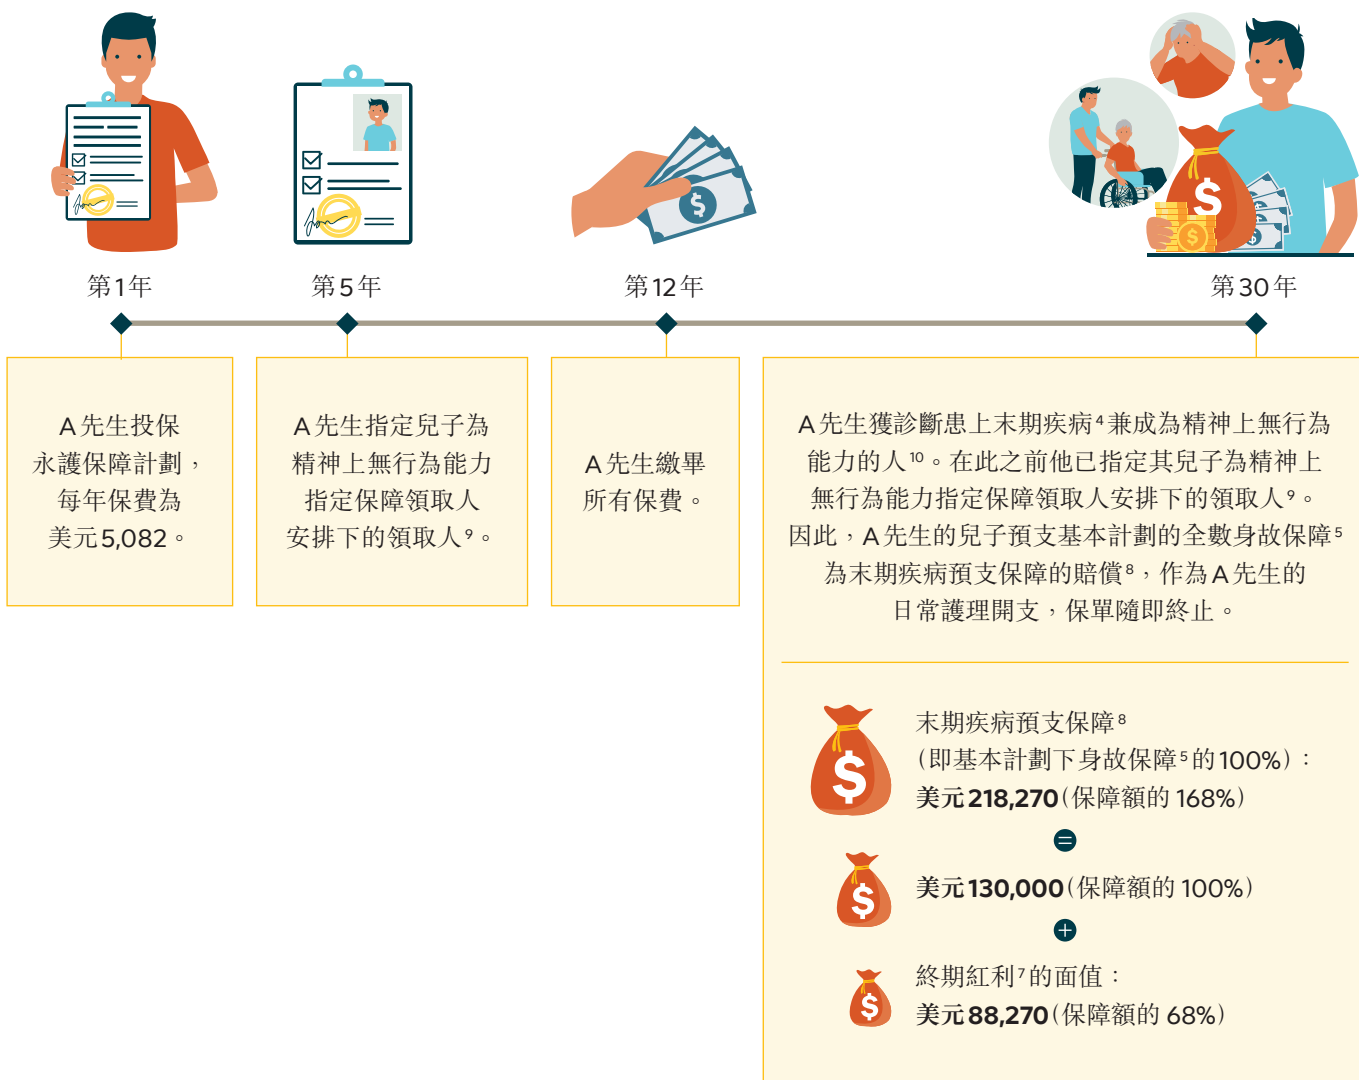 第1年
第5年
第12年
第30年
A先生投保
永護保障計劃，
每年保費為
美元5,082。
A先生指定兒子為
精神上無行為能力
指定保障領取人
安排下的領取人9。
A先生繳畢
所有保費。
A先生獲診斷患上末期疾病4兼成為精神上無行為
能力的人10。在此之前他已指定其兒子為精神上
無行為能力指定保障領取人安排下的領取人9。
因此，A先生的兒子預支基本計劃的全數身故保障5
為末期疾病預支保障的賠償8，作為A先生的
日常護理開支，保單隨即終止。
末期疾病預支保障8
(即基本計劃下身故保障5的100%)：
美元218,270(保障額的168%)
=
美元130,000(保障額的100%)
+
終期紅利7的面值：
美元88,270(保障額的 68%)